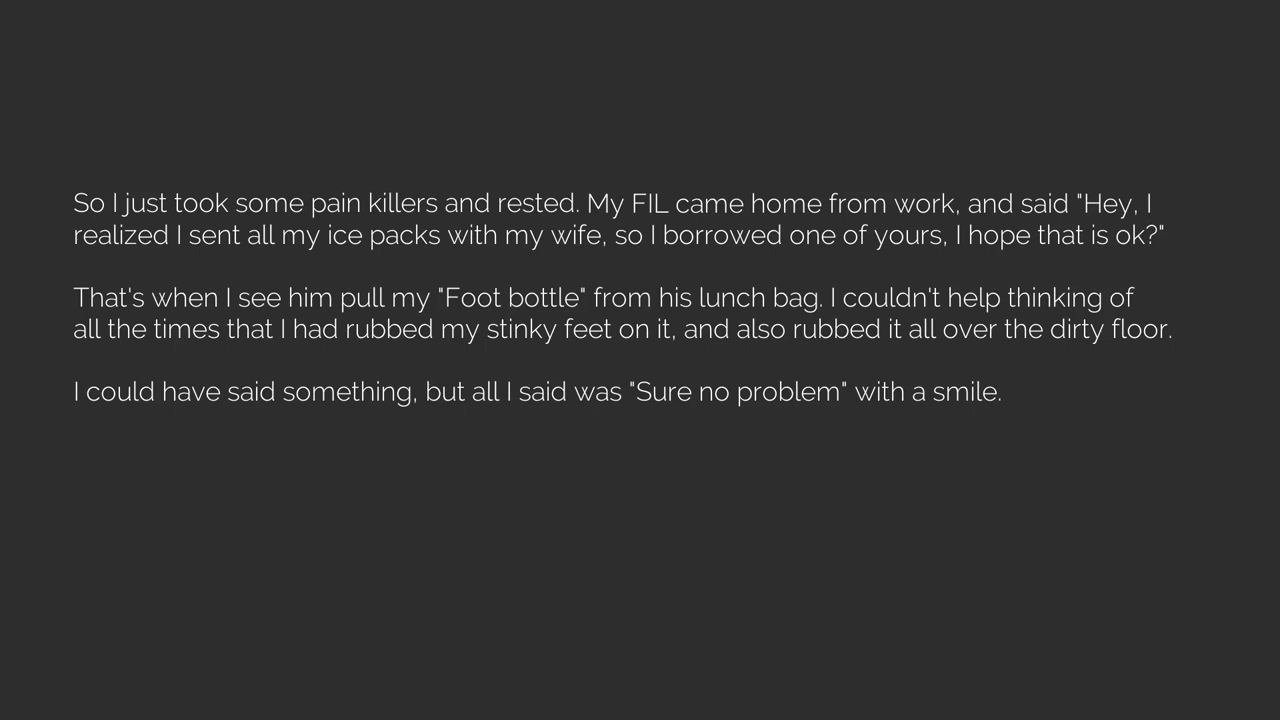 So I just took some pain killers and rested. My FIL came home from work, and said "Hey, I
realized I sent all my ice packs with my wife, so I borrowed one of yours, I hope that is ok?"
That's when I see him pull my "Foot bottle" from his lunch bag. I couldn't help thinking of
all the times that I had rubbed my stinky feet on it, and also rubbed it all over the dirty floor.
I could have said something, but all I said was "Sure no problem" with a smile.